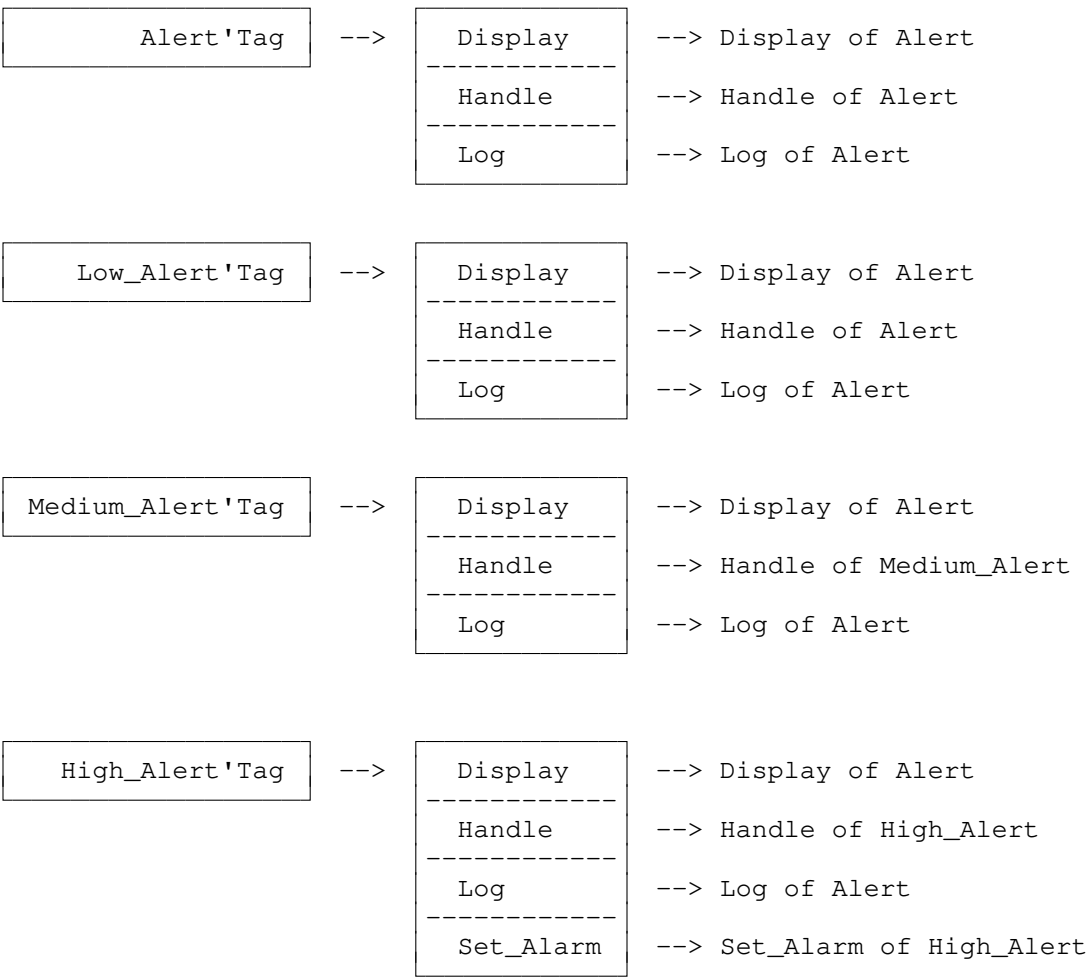 Alert'Tag --> Display --> Display of Alert
Handle --> Handle of Alert
Log --> Log of Alert
Low_Alert'Tag --> Display --> Display of Alert
Handle --> Handle of Alert
Log --> Log of Alert
Medium_Alert'Tag --> Display --> Display of Alert
Handle --> Handle of Medium_Alert
Log --> Log of Alert
High_Alert'Tag --> Display --> Display of Alert
Handle --> Handle of High_Alert
Log --> Log of Alert
Set_Alarm --> Set_Alarm of High_Alert